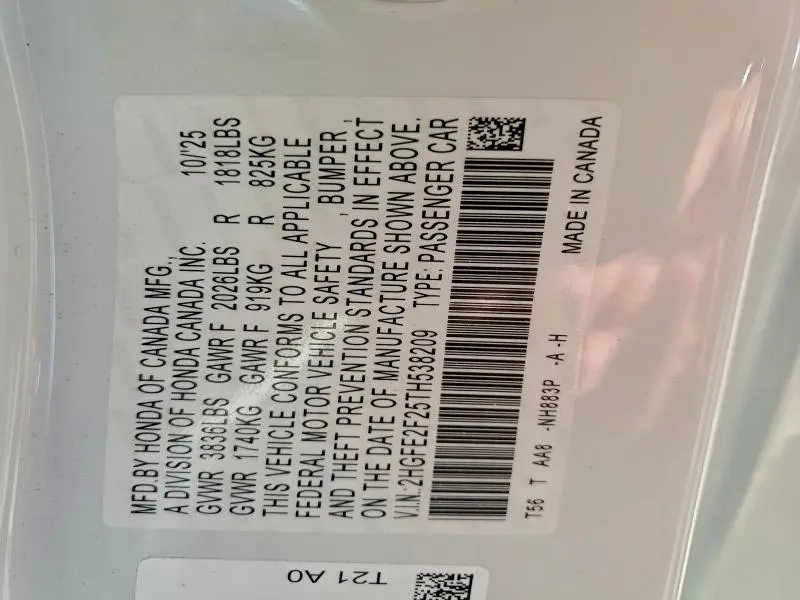 MFD.BY HONDA OF CANADA MFG.,
A DIVISION OF HONDA CANADA INC. 10/'25
GVWR 3836LBS GAWR F 2026LBS R 1818LBS
GVWR 1740KG GAWR F 919KG R 825KG
THIS VEHICLE CONFORMS TO ALL APPLICABLE
FEDERAL MOTOR VEHICLE SAFETY , BUMPER ,
AND THEFT PREVENTION STANDARDS IN EFFECT
ON THE DATE OF MANUFACTURE SHOWN ABOVE.
V.I.N.:2HGFE2F25TH538209 TYPE: PASSENGER CAR
T56 T AA8 -NH883P -A -H MADE IN CANADA
T21 A0